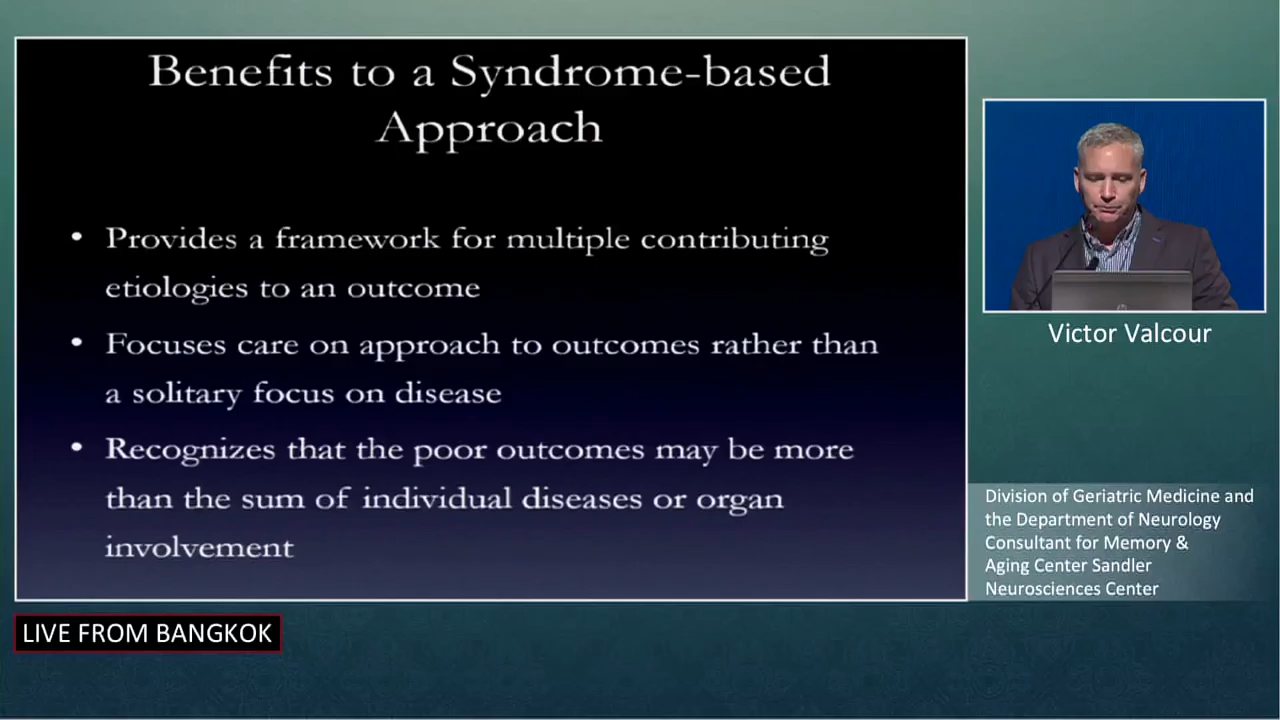 Benefits to a Syndrome-based
Approach
• Provides a framework for multiple contributing
etiologies to an outcome
• Focuses care on approach to outcomes rather than
a solitary focus on disease
• Recognizes that the poor outcomes may be more
than the sum of individual diseases or organ
involvement
Victor Valcour
Division of Geriatric Medicine and
the Department of Neurology
Consultant for Memory &
Aging Center Sandler
Neurosciences Center
LIVE FROM BANGKOK